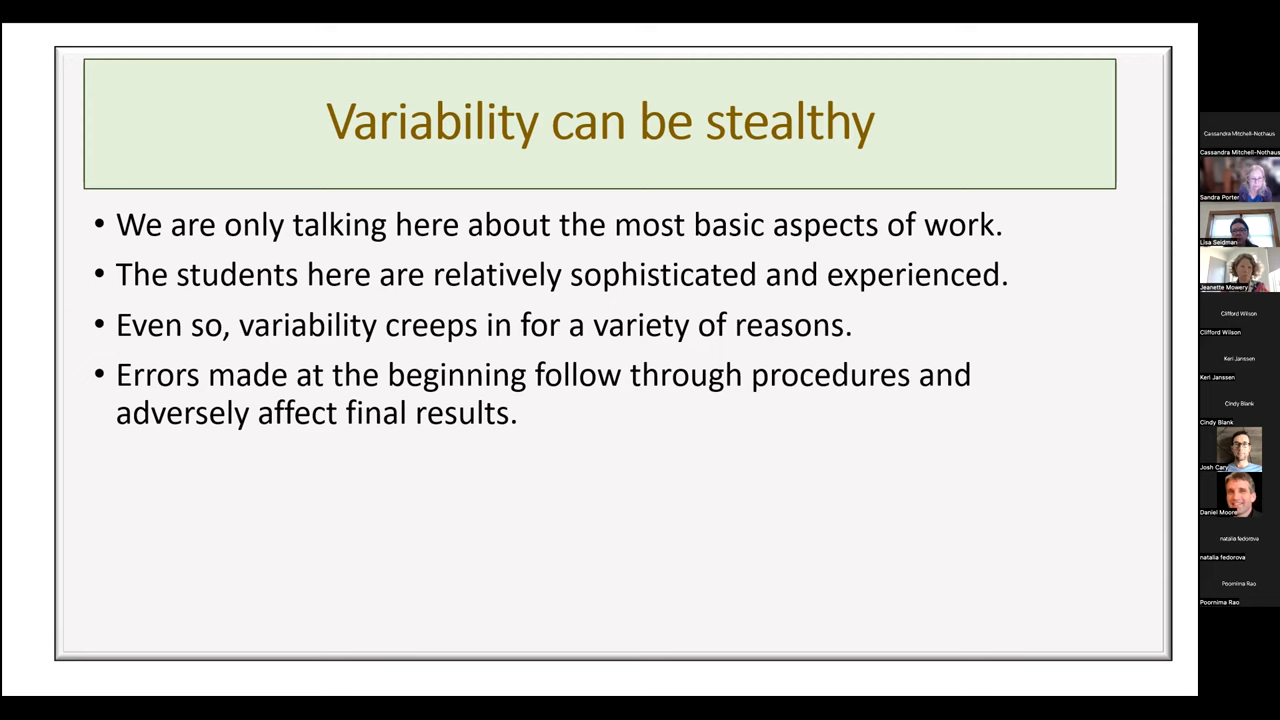 Variability can be stealthy
• We are only talking here about the most basic aspects of work.
• The students here are relatively sophisticated and experienced.
• Even so, variability creeps in for a variety of reasons.
• Errors made at the beginning follow through procedures and
adversely affect final results.
Cassandra Mitchell-Nothaus
Cassandra Mitchell-Nothaus
Sandra Porter
Lisa Seidman
Jeanette Mowery
Clifford Wilson
Clifford Wilson
Keri Janssen
Keri Janssen
Cindy Blank
Cindy Blank
Josh Cary
Daniel Moore
natalia fedorova
natalia fedorova
Poornima Rao
Poornima Rao